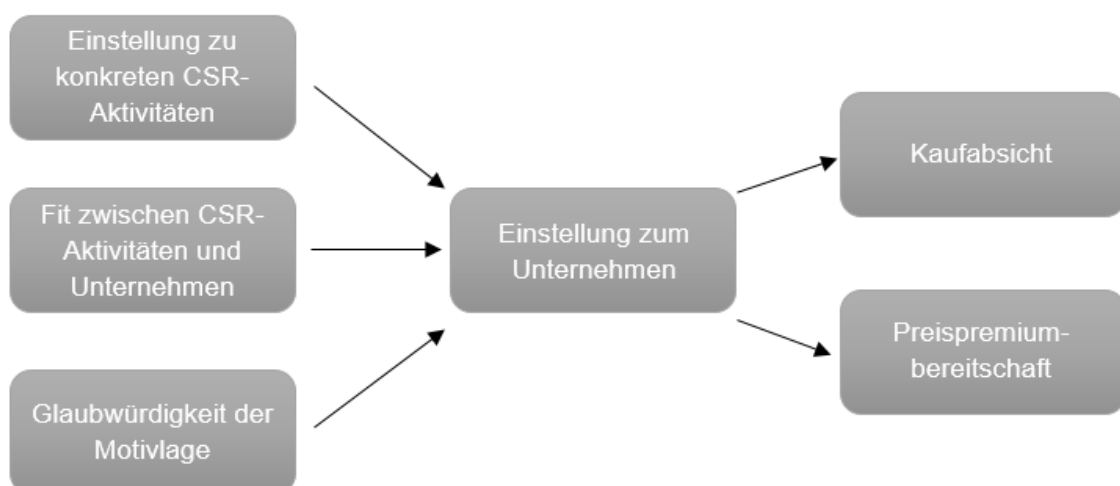 Einstellung zu
konkreten CSR-
Aktivitäten
Fit zwischen CSR-
Aktivitäten und
Unternehmen
Glaubwürdigkeit der
Motivlage
Einstellung zum
Unternehmen
Kaufabsicht
Preispremium-
bereitschaft